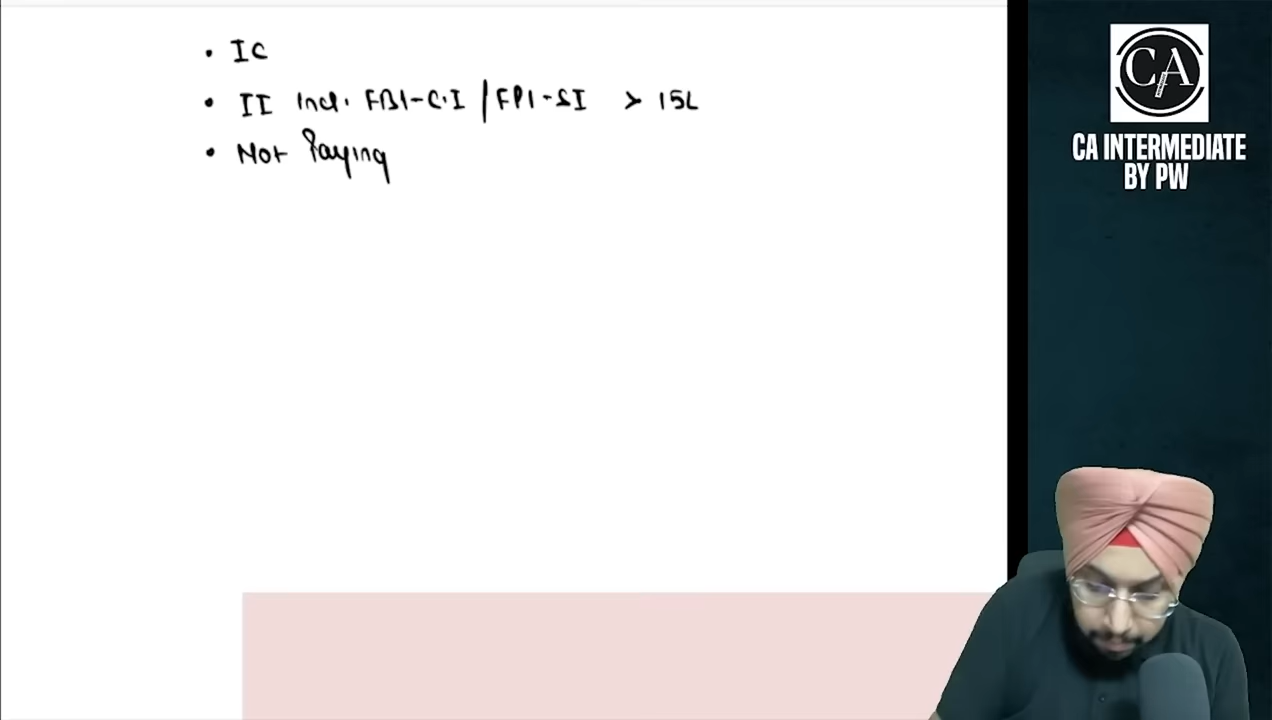 • IC
• II Incl. FBI-C.I / FPI-SI > 15L
• Not Paying
CA
CA INTERMEDIATE
BY PW